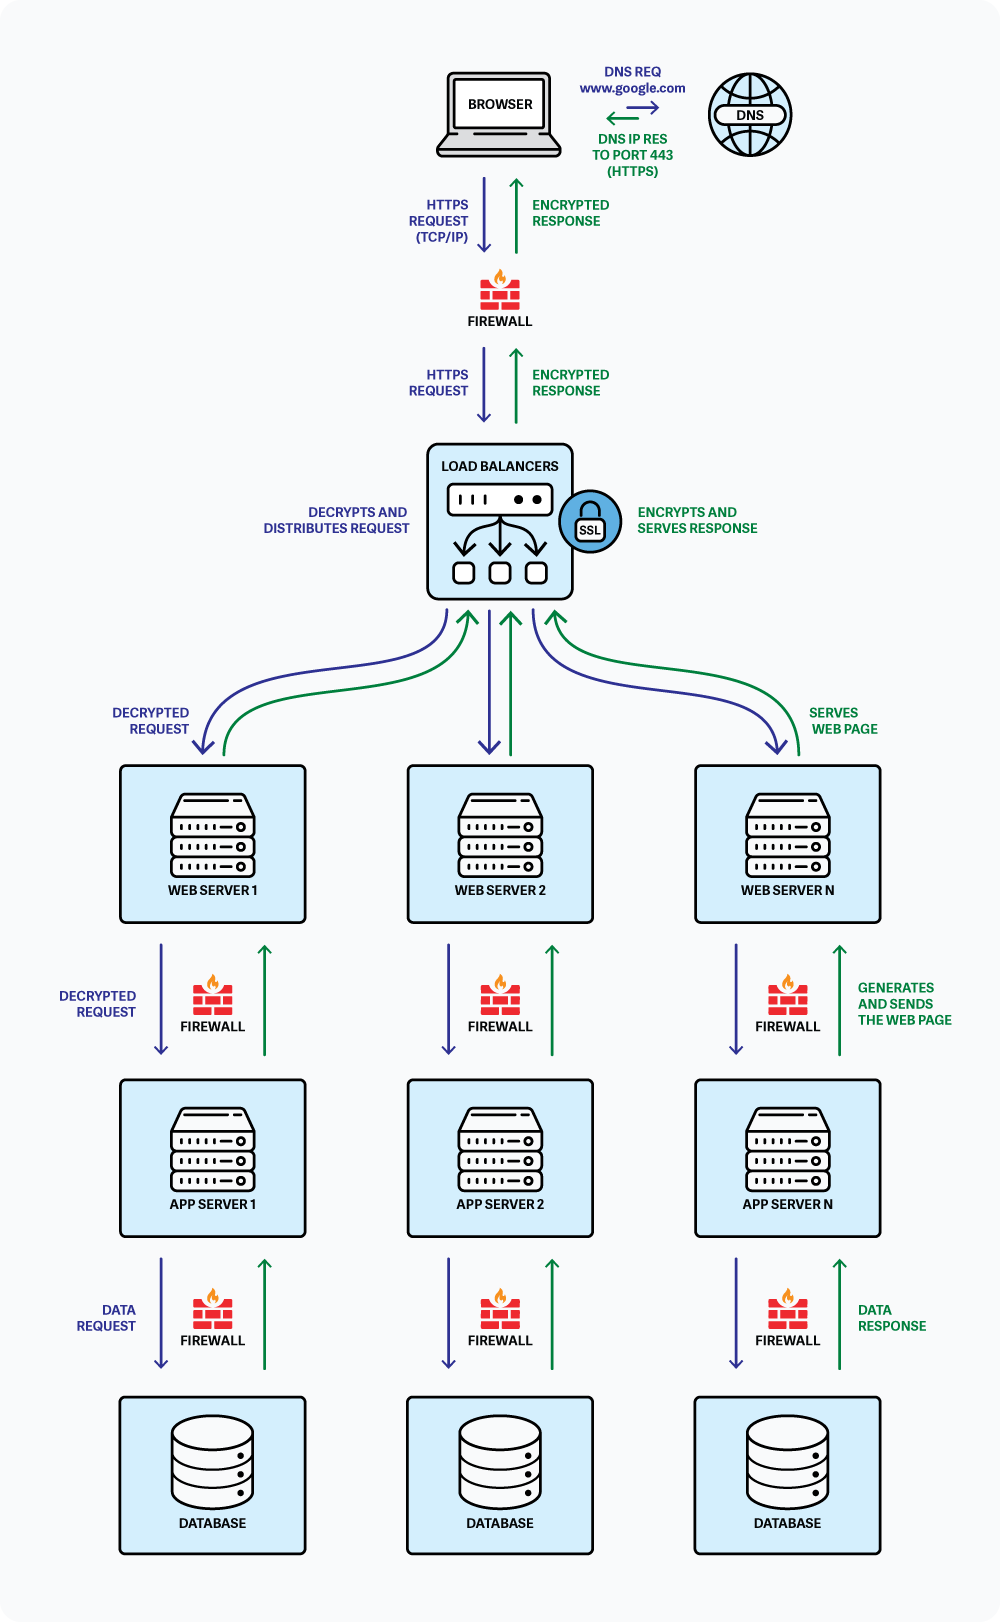 DNS REQ
www.google.com
BROWSER
DNS
DNS IP RES
TO PORT 443
(HTTPS)
HTTPS
REQUEST
(TCP/IP)
ENCRYPTED
RESPONSE
FIREWALL
HTTPS
REQUEST
ENCRYPTED
RESPONSE
LOAD BALANCERS
DECRYPTS AND
DISTRIBUTES REQUEST
SSL
ENCRYPTS AND
SERVES RESPONSE
DECRYPTED
REQUEST
SERVES
WEB PAGE
WEB SERVER 1
WEB SERVER 2
WEB SERVER N
DECRYPTED
REQUEST
FIREWALL
FIREWALL
FIREWALL
GENERATES
AND SENDS
THE WEB PAGE
APP SERVER 1
APP SERVER 2
APP SERVER N
DATA
REQUEST
FIREWALL
FIREWALL
FIREWALL
DATA
RESPONSE
DATABASE
DATABASE
DATABASE